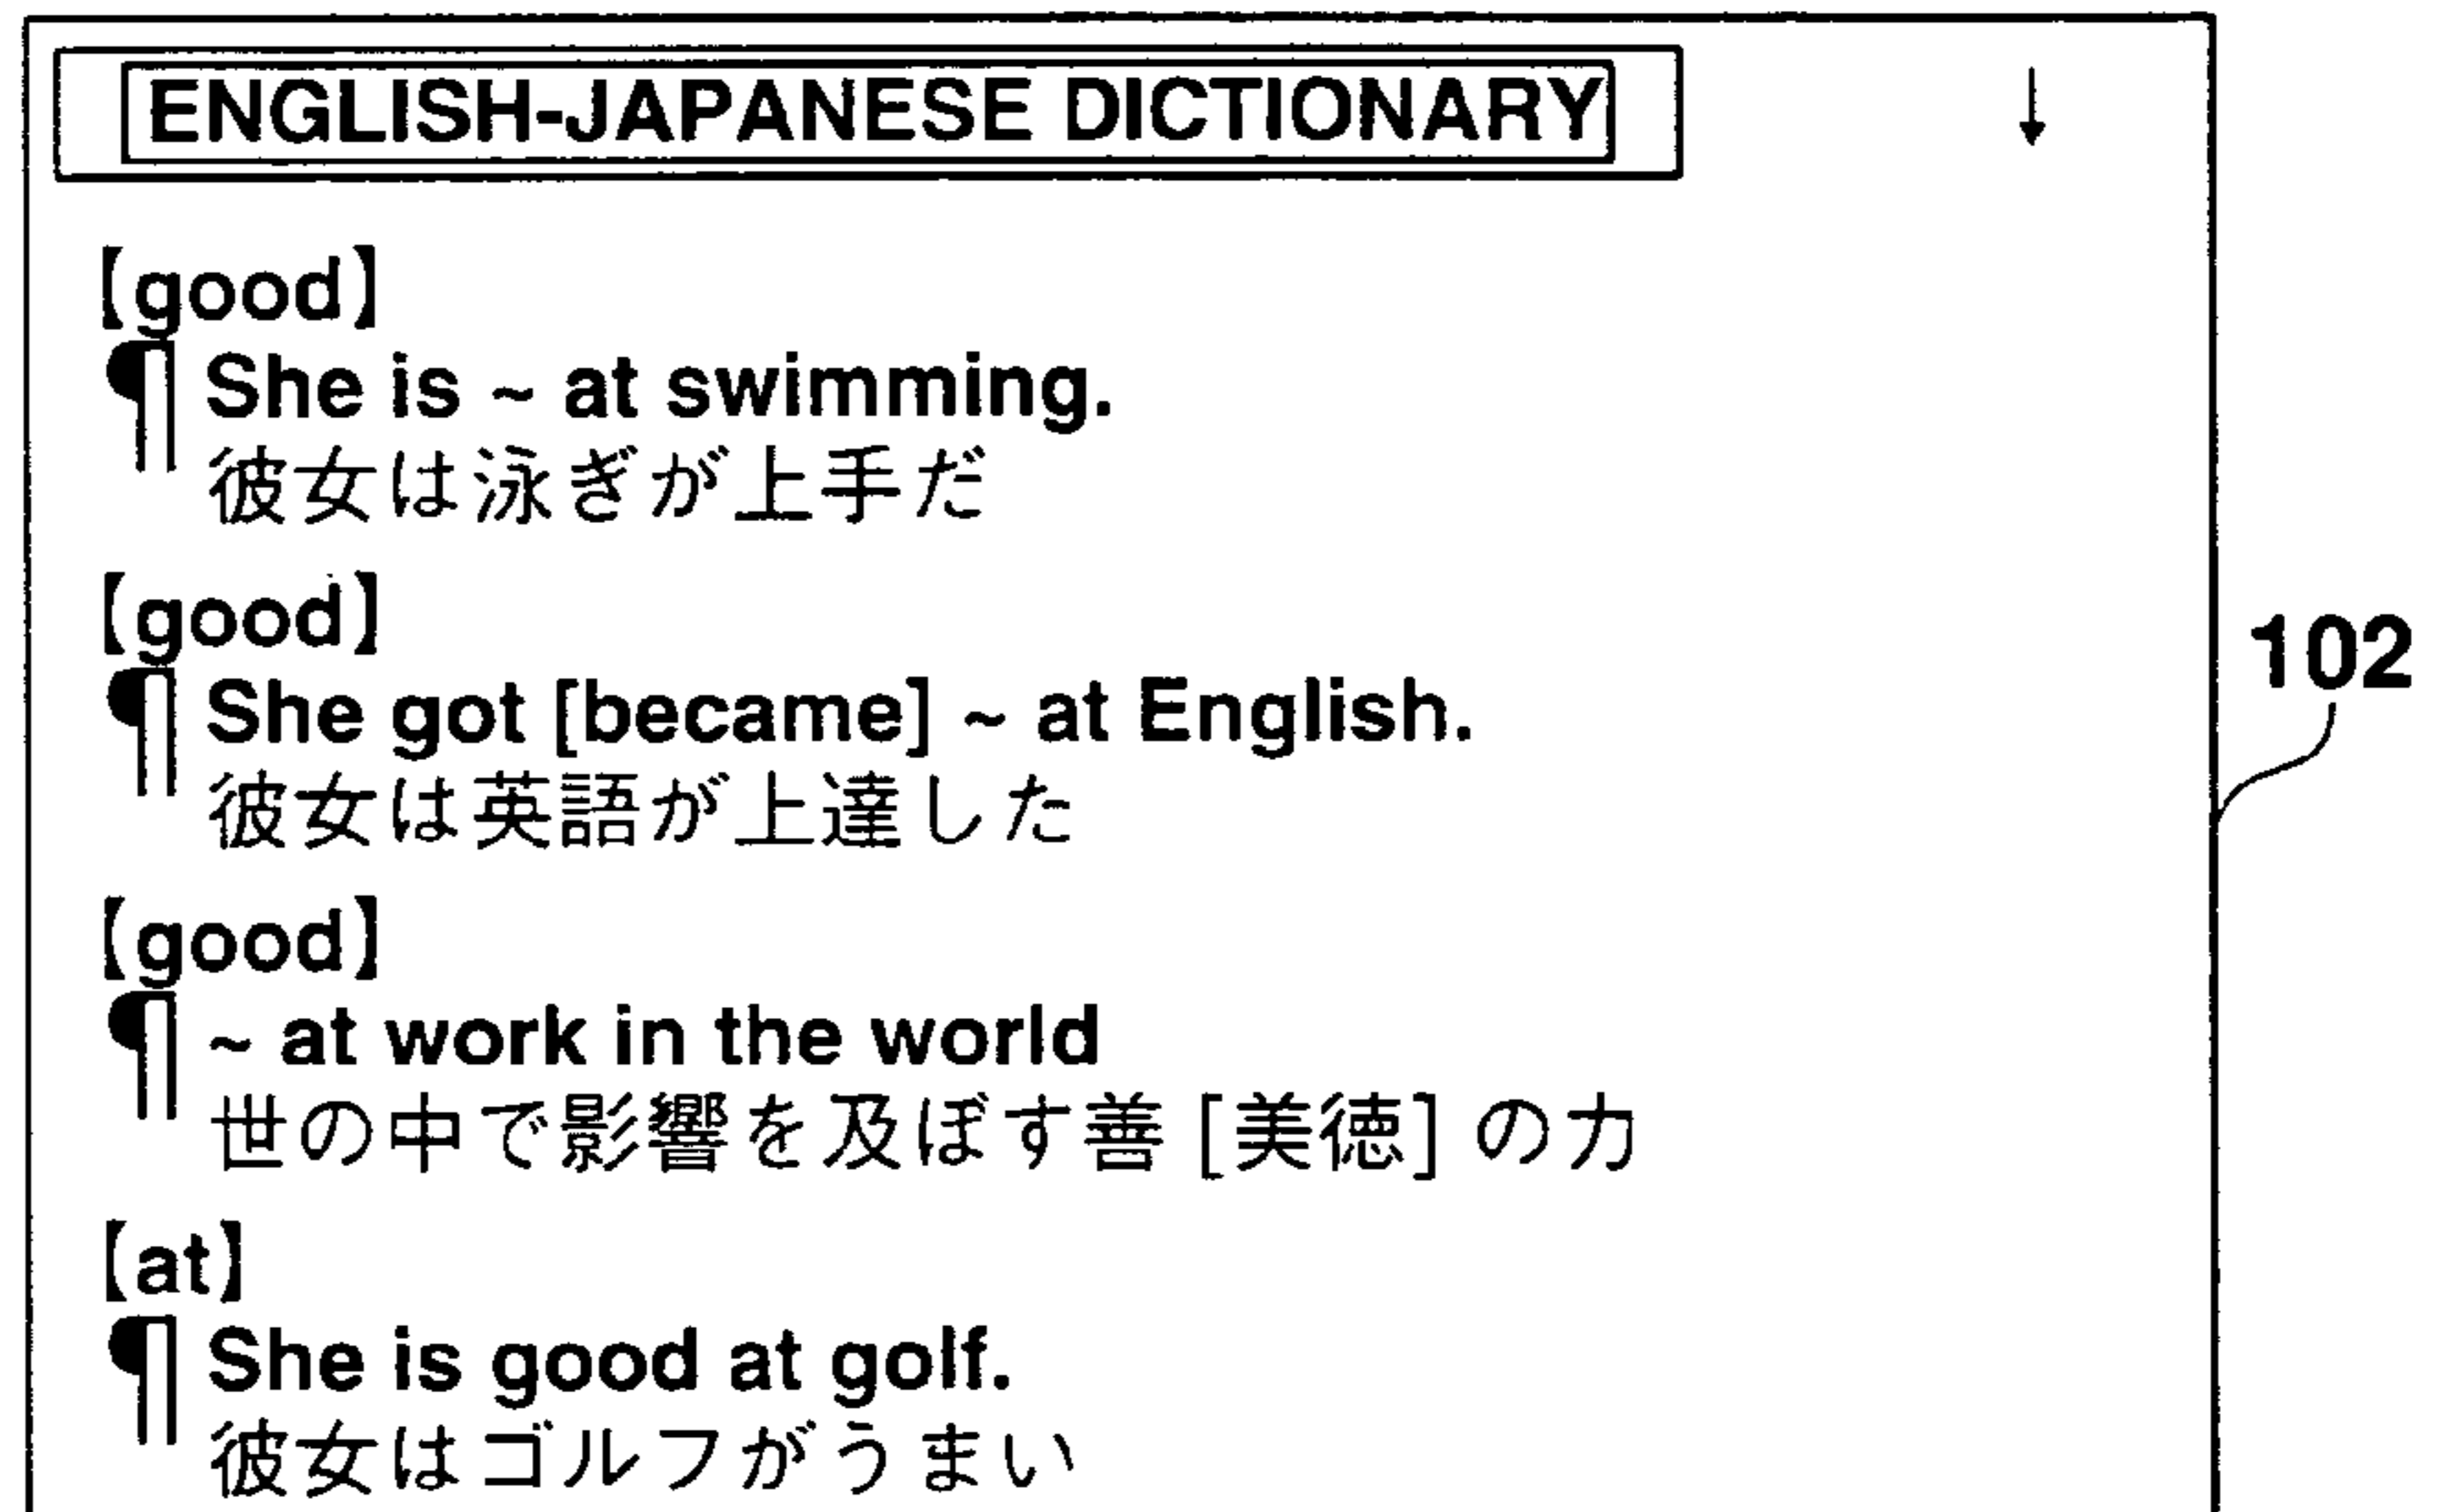 ENGLISH-JAPANESE DICTIONARY ↓
【good】
¶ She is ~ at swimming.
彼女は泳ぎが上手だ
【good】
102
¶ She got [became] ~ at English.
彼女は英語が上達した
【good】
¶ ~ at work in the world
世の中で影響を及ぼす善 [美徳] の力
【at】
¶ She is good at golf.
彼女はゴルフがうまい